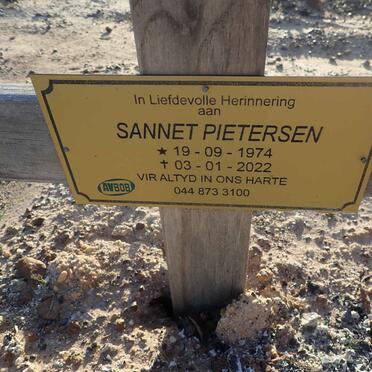 In Liefdevolle Herinnering
aan
SANNET PIETERSEN
★ 19 - 09 - 1974
✝ 03 - 01 - 2022
VIR ALTYD IN ONS HARTE
AVBOB
044 873 3100